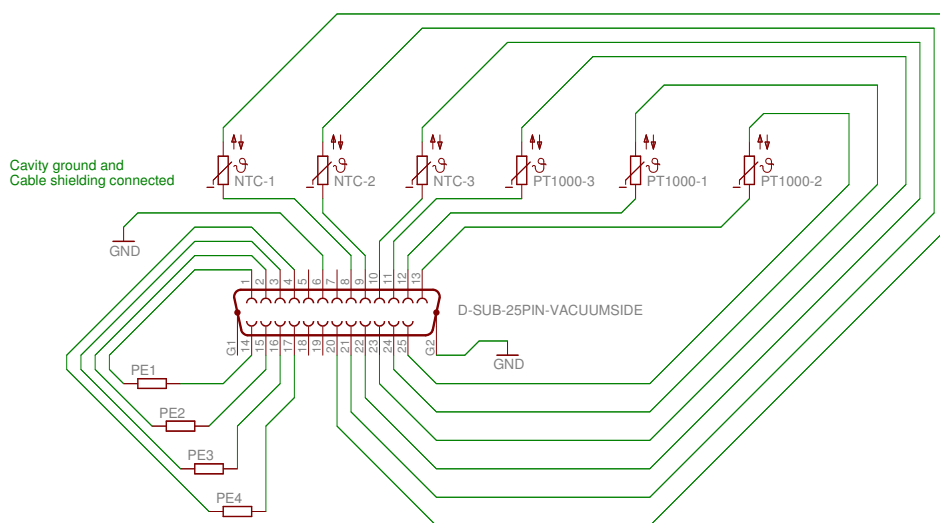 Cavity ground and
Cable shielding connected
NTC-1
NTC-2
NTC-3
PT1000-3
PT1000-1
PT1000-2
GND
1
2
3
4
5
6
7
8
9
10
11
12
13
D-SUB-25PIN-VACUUMSIDE
G1
14
15
16
17
18
19
20
21
22
23
24
25
G2
GND
PE1
PE2
PE3
PE4